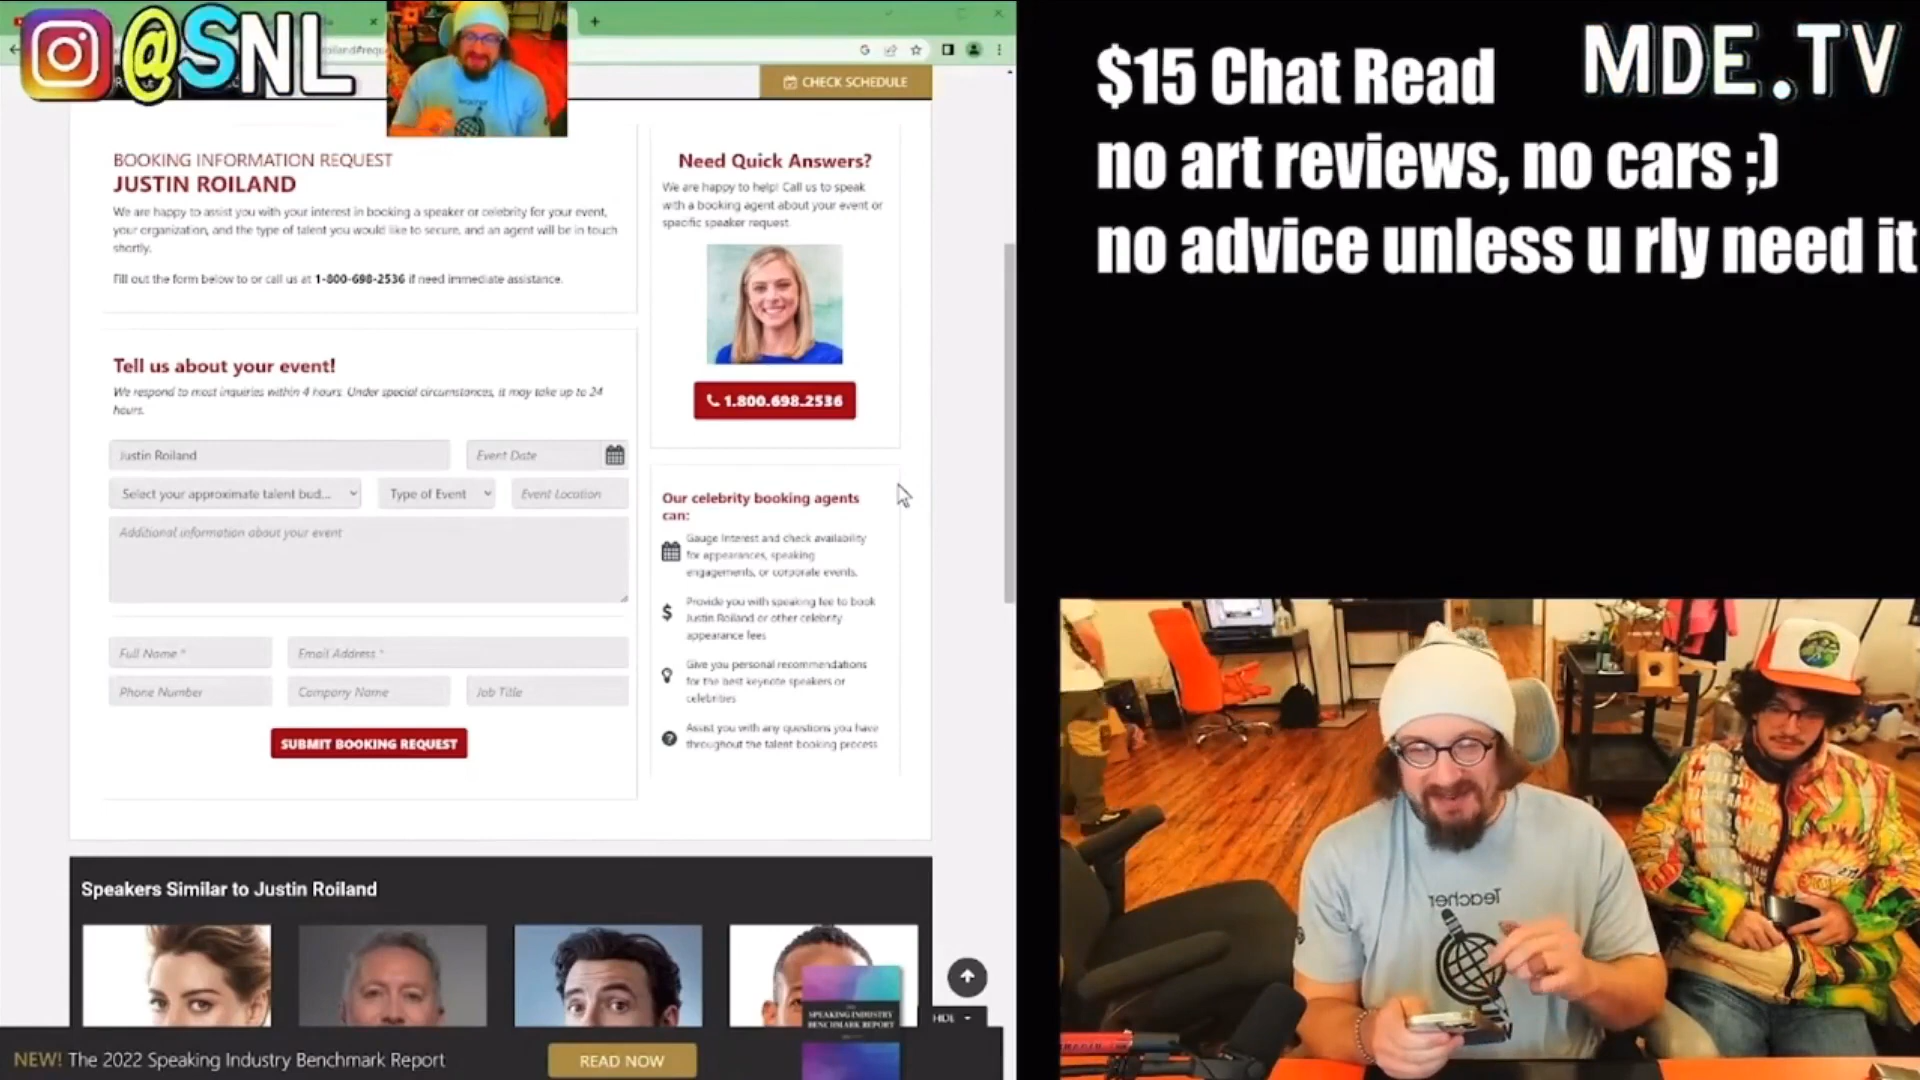 @SNL
CHECK SCHEDULE
BOOKING INFORMATION REQUEST
JUSTIN ROILAND
We are happy to assist you with your interest in booking a speaker or celebrity for your event,
your organization, and the type of talent you would like to secure, and an agent will be in touch
shortly.
Fill out the form below to or call us at 1-800-698-2536 if need immediate assistance.
Need Quick Answers?
We are happy to help! Call us to speak
with a booking agent about your event or
specific speaker request.
1.800.698.2536
Tell us about your event!
We respond to most inquiries within 4 hours. Under special circumstances, it may take up to 24
hours.
Justin Roiland
Event Date
Select your approximate talent bud...
Type of Event
Event Location
Additional information about your event
Full Name *
Email Address *
Phone Number
Company Name
Job Title
SUBMIT BOOKING REQUEST
Our celebrity booking agents
can:
Gauge Interest and check availability
for appearances, speaking
engagements, or corporate events.
Provide you with speaking fee to book
Justin Roiland or other celebrity
appearance fees
Give you personal recommendations
for the best keynote speakers or
celebrities
Assist you with any questions you have
throughout the talent booking process
Speakers Similar to Justin Roiland
SPEAKING INDUSTRY
BENCHMARK REPORT
NEW! The 2022 Speaking Industry Benchmark Report
READ NOW
$15 Chat Read
no art reviews, no cars ;)
no advice unless u rly need it
MDE.TV
Teacher